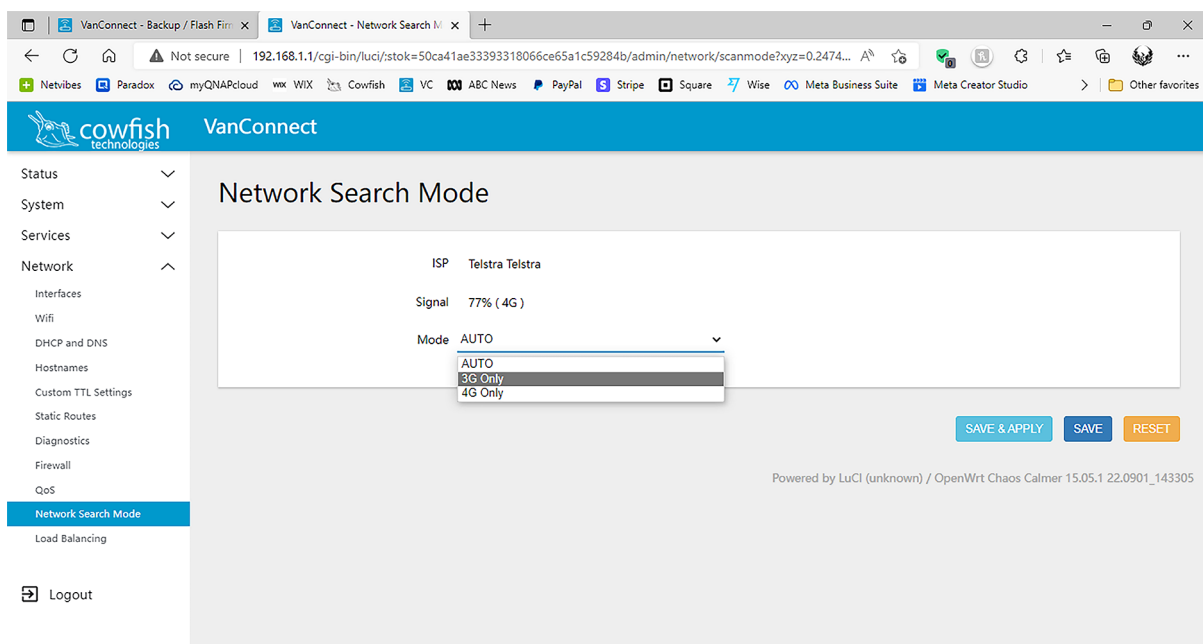 VanConnect - Backup / Flash Firm
VanConnect - Network Search M
Not secure
192.168.1.1/cgi-bin/luci/;stok=50ca41ae33393318066ce65a1c59284b/admin/network/scanmode?xyz=0.2474...
Netvibes Paradox myQNAPcloud WIX WIX Cowfish VC ABC News PayPal S Stripe Square Wise Meta Business Suite Meta Creator Studio Other favorites
cowfish
technologies
VanConnect
Status
System
Services
Network
Interfaces
Wifi
DHCP and DNS
Hostnames
Custom TTL Settings
Static Routes
Diagnostics
Firewall
QoS
Network Search Mode
Load Balancing
Logout
Network Search Mode
ISP Telstra Telstra
Signal 77% ( 4G )
Mode AUTO
AUTO
3G Only
4G Only
SAVE & APPLY SAVE RESET
Powered by LuCI (unknown) / OpenWrt Chaos Calmer 15.05.1 22.0901_143305